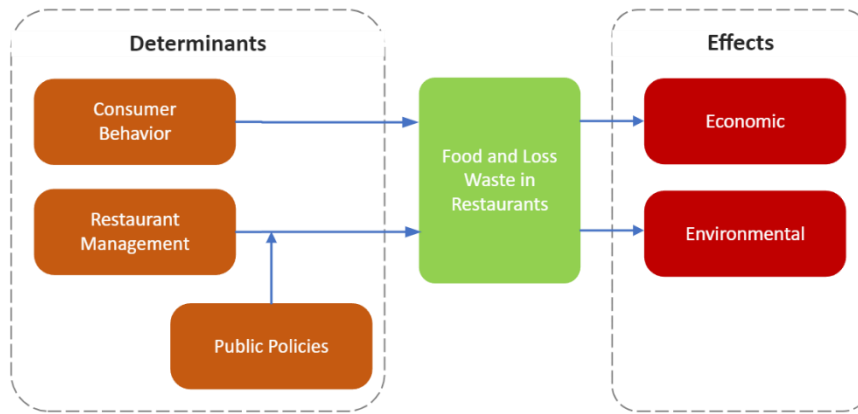 Determinants
Consumer
Behavior
Restaurant
Management
Public Policies
Food and Loss
Waste in
Restaurants
Effects
Economic
Environmental